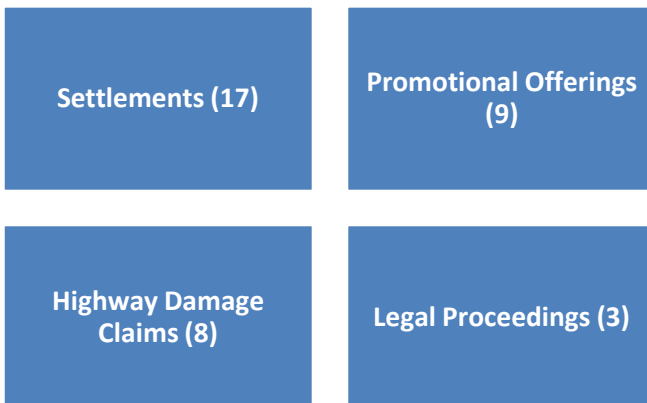 Settlements (17)
Promotional Offerings
(9)
Highway Damage
Claims (8)
Legal Proceedings (3)